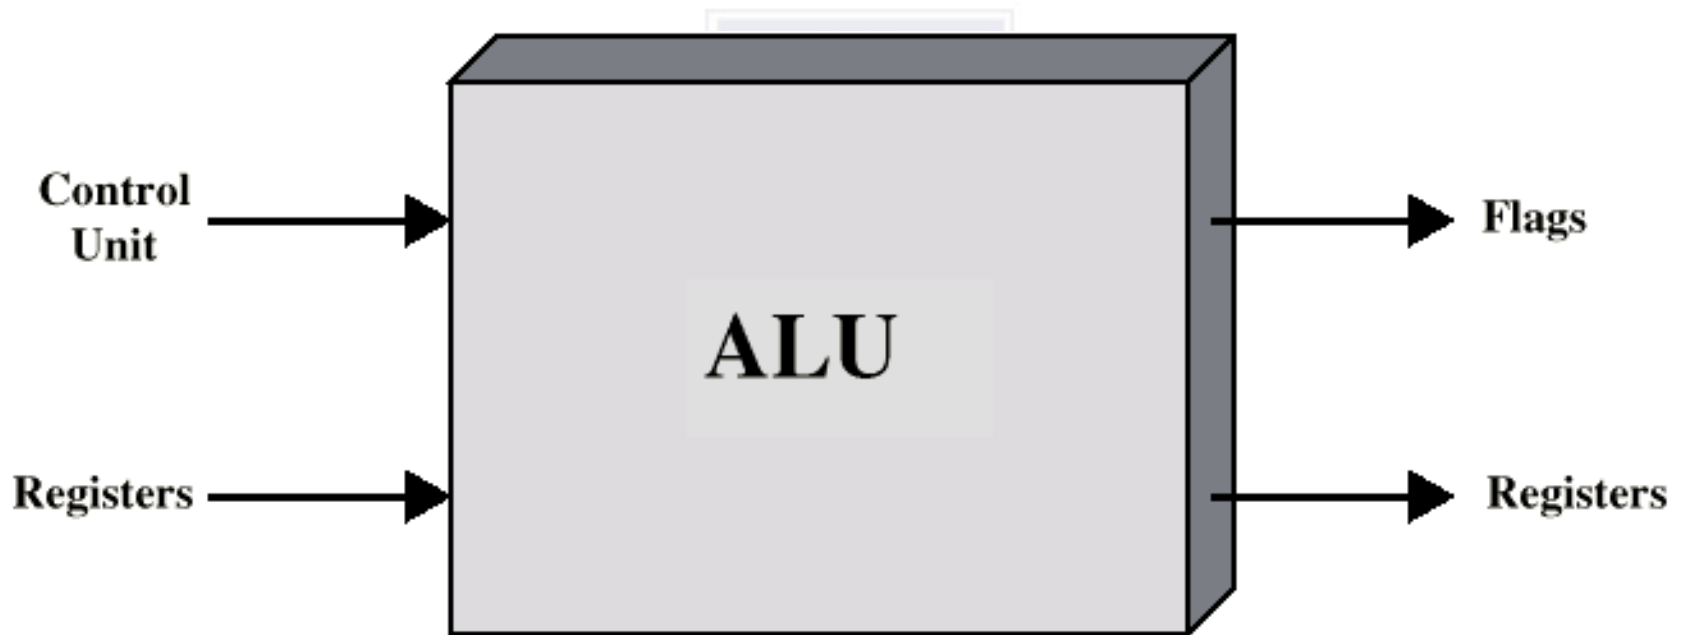 Control
Unit
Flags
ALU
Registers
Registers